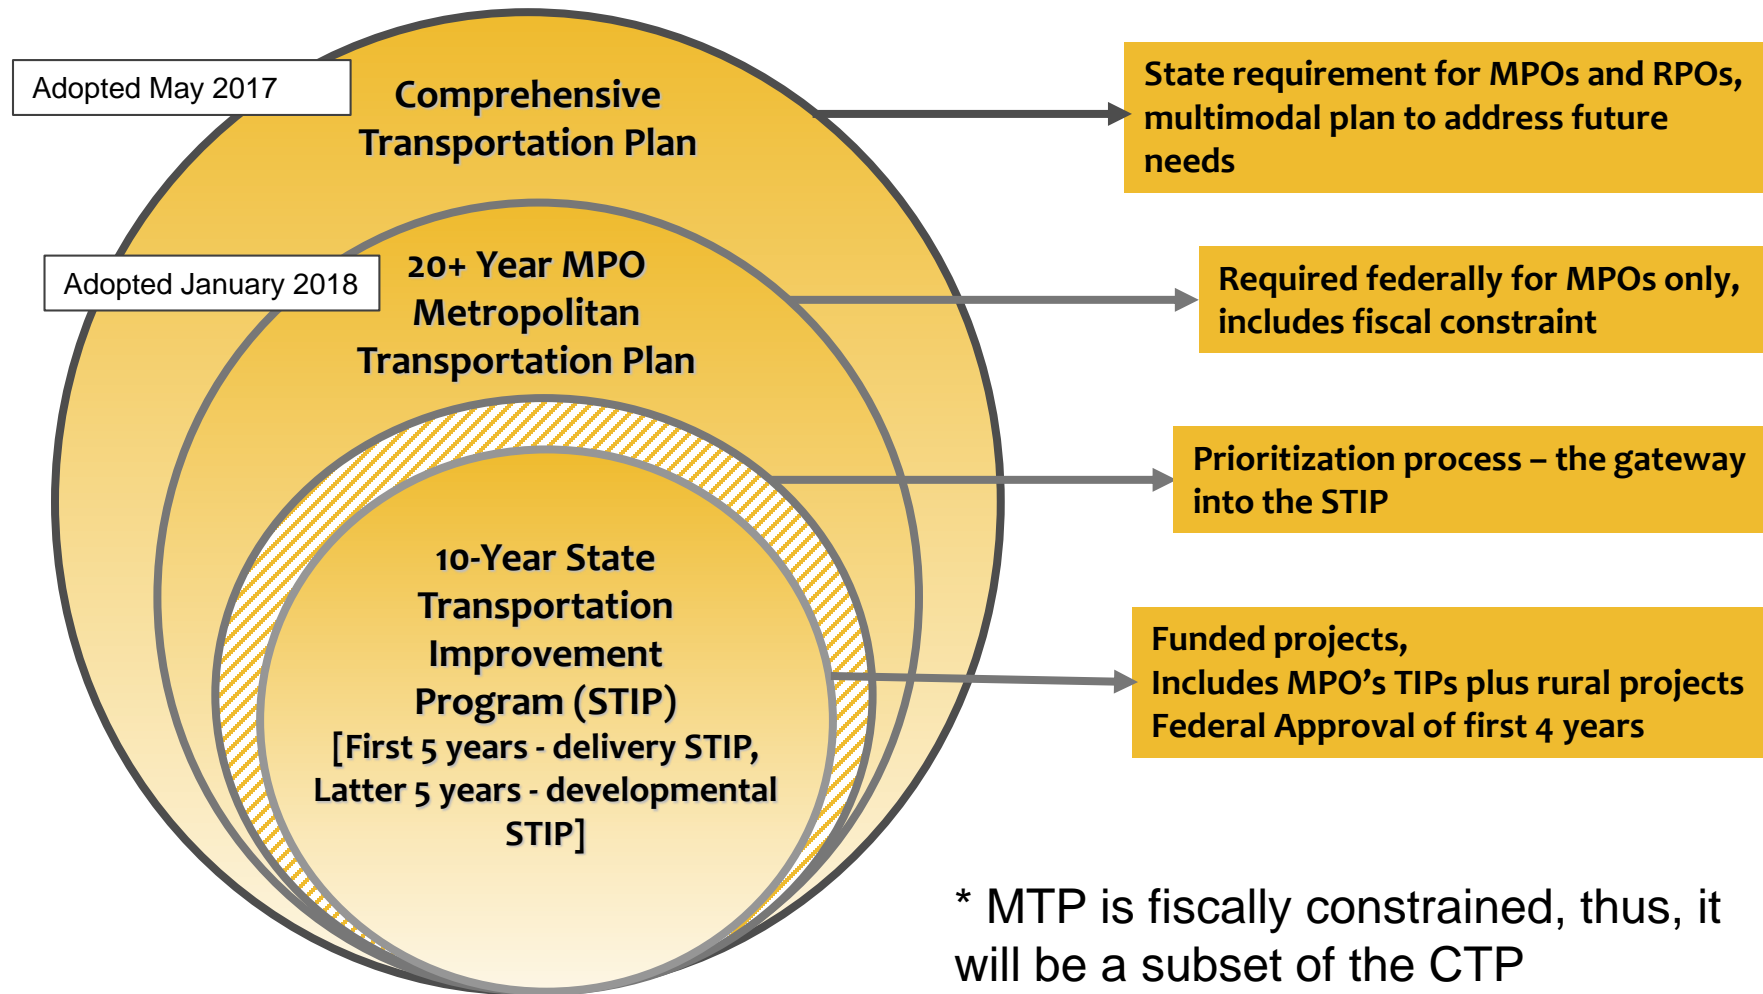 Adopted May 2017
Comprehensive
Transportation Plan
State requirement for MPOs and RPOs,
multimodal plan to address future
needs
Adopted January 2018
20+ Year MPO
Metropolitan
Transportation Plan
Required federally for MPOs only,
includes fiscal constraint
Prioritization process – the gateway
into the STIP
10-Year State
Transportation
Improvement
Program (STIP)
[First 5 years - delivery STIP,
Latter 5 years - developmental
STIP]
Funded projects,
Includes MPO’s TIPs plus rural projects
Federal Approval of first 4 years
* MTP is fiscally constrained, thus, it
will be a subset of the CTP